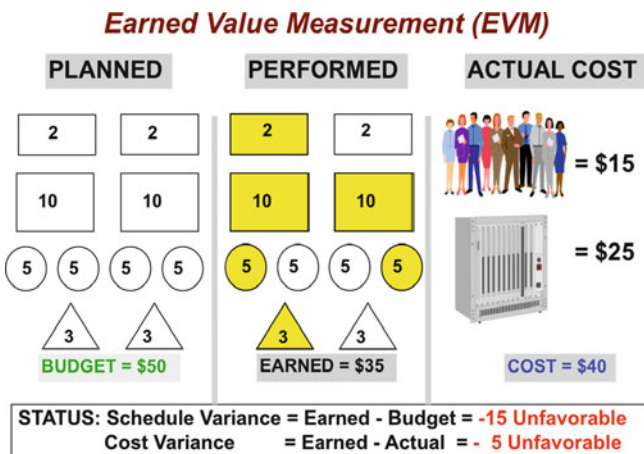 Earned Value Measurement (EVM)
PLANNED
PERFORMED
ACTUAL COST
2 2
10 10
5 5 5 5
3 3
BUDGET = $50
2 2
10 10
5 5 5 5
3 3
EARNED = $35
= $15
= $25
COST = $40
STATUS: Schedule Variance = Earned - Budget = -15 Unfavorable
Cost Variance = Earned - Actual = - 5 Unfavorable